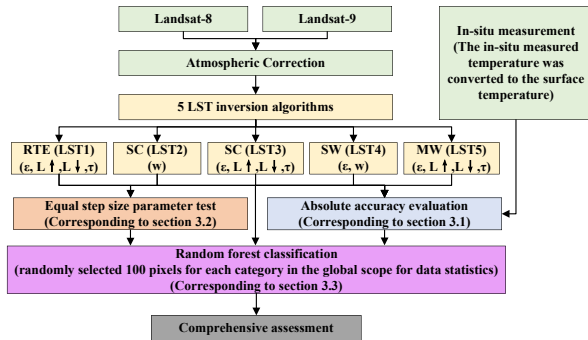 Landsat-8
Landsat-9
In-situ measurement
(The in-situ measured
temperature was
converted to the surface
temperature)
Atmospheric Correction
5 LST inversion algorithms
RTE (LST1)
(ε, L↑,L↓,τ)
SC (LST2)
(w)
SC (LST3)
(ε, L↑,L↓,τ)
SW (LST4)
(ε, w)
MW (LST5)
(ε, L↑,L↓,τ)
Equal step size parameter test
(Corresponding to section 3.2)
Absolute accuracy evaluation
(Corresponding to section 3.1)
Random forest classification
(randomly selected 100 pixels for each category in the global scope for data statistics)
(Corresponding to section 3.3)
Comprehensive assessment